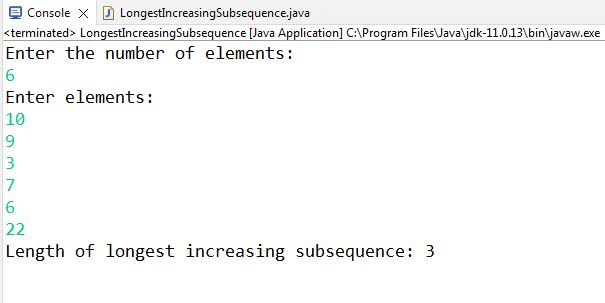 Console LongestIncreasingSubsequence.java
<terminated> LongestIncreasingSubsequence [Java Application] C:\Program Files\Java\jdk-11.0.13\bin\javaw.exe
Enter the number of elements:
6
Enter elements:
10
9
3
7
6
22
Length of longest increasing subsequence: 3